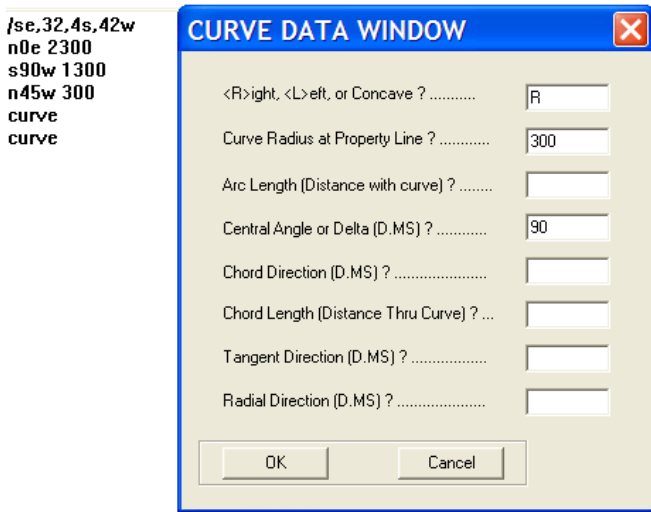 /se,32,4s,42w
n0e 2300
s90w 1300
n45w 300
curve
curve
CURVE DATA WINDOW
<R>ight, <L>eft, or Concave ? ........... R
Curve Radius at Property Line ? ............ 300
Arc Length (Distance with curve) ? ........
Central Angle or Delta (D.MS) ? ............ 90
Chord Direction (D.MS) ? ......................
Chord Length (Distance Thru Curve) ? ...
Tangent Direction (D.MS) ? ..................
Radial Direction (D.MS) ? .....................
OK Cancel